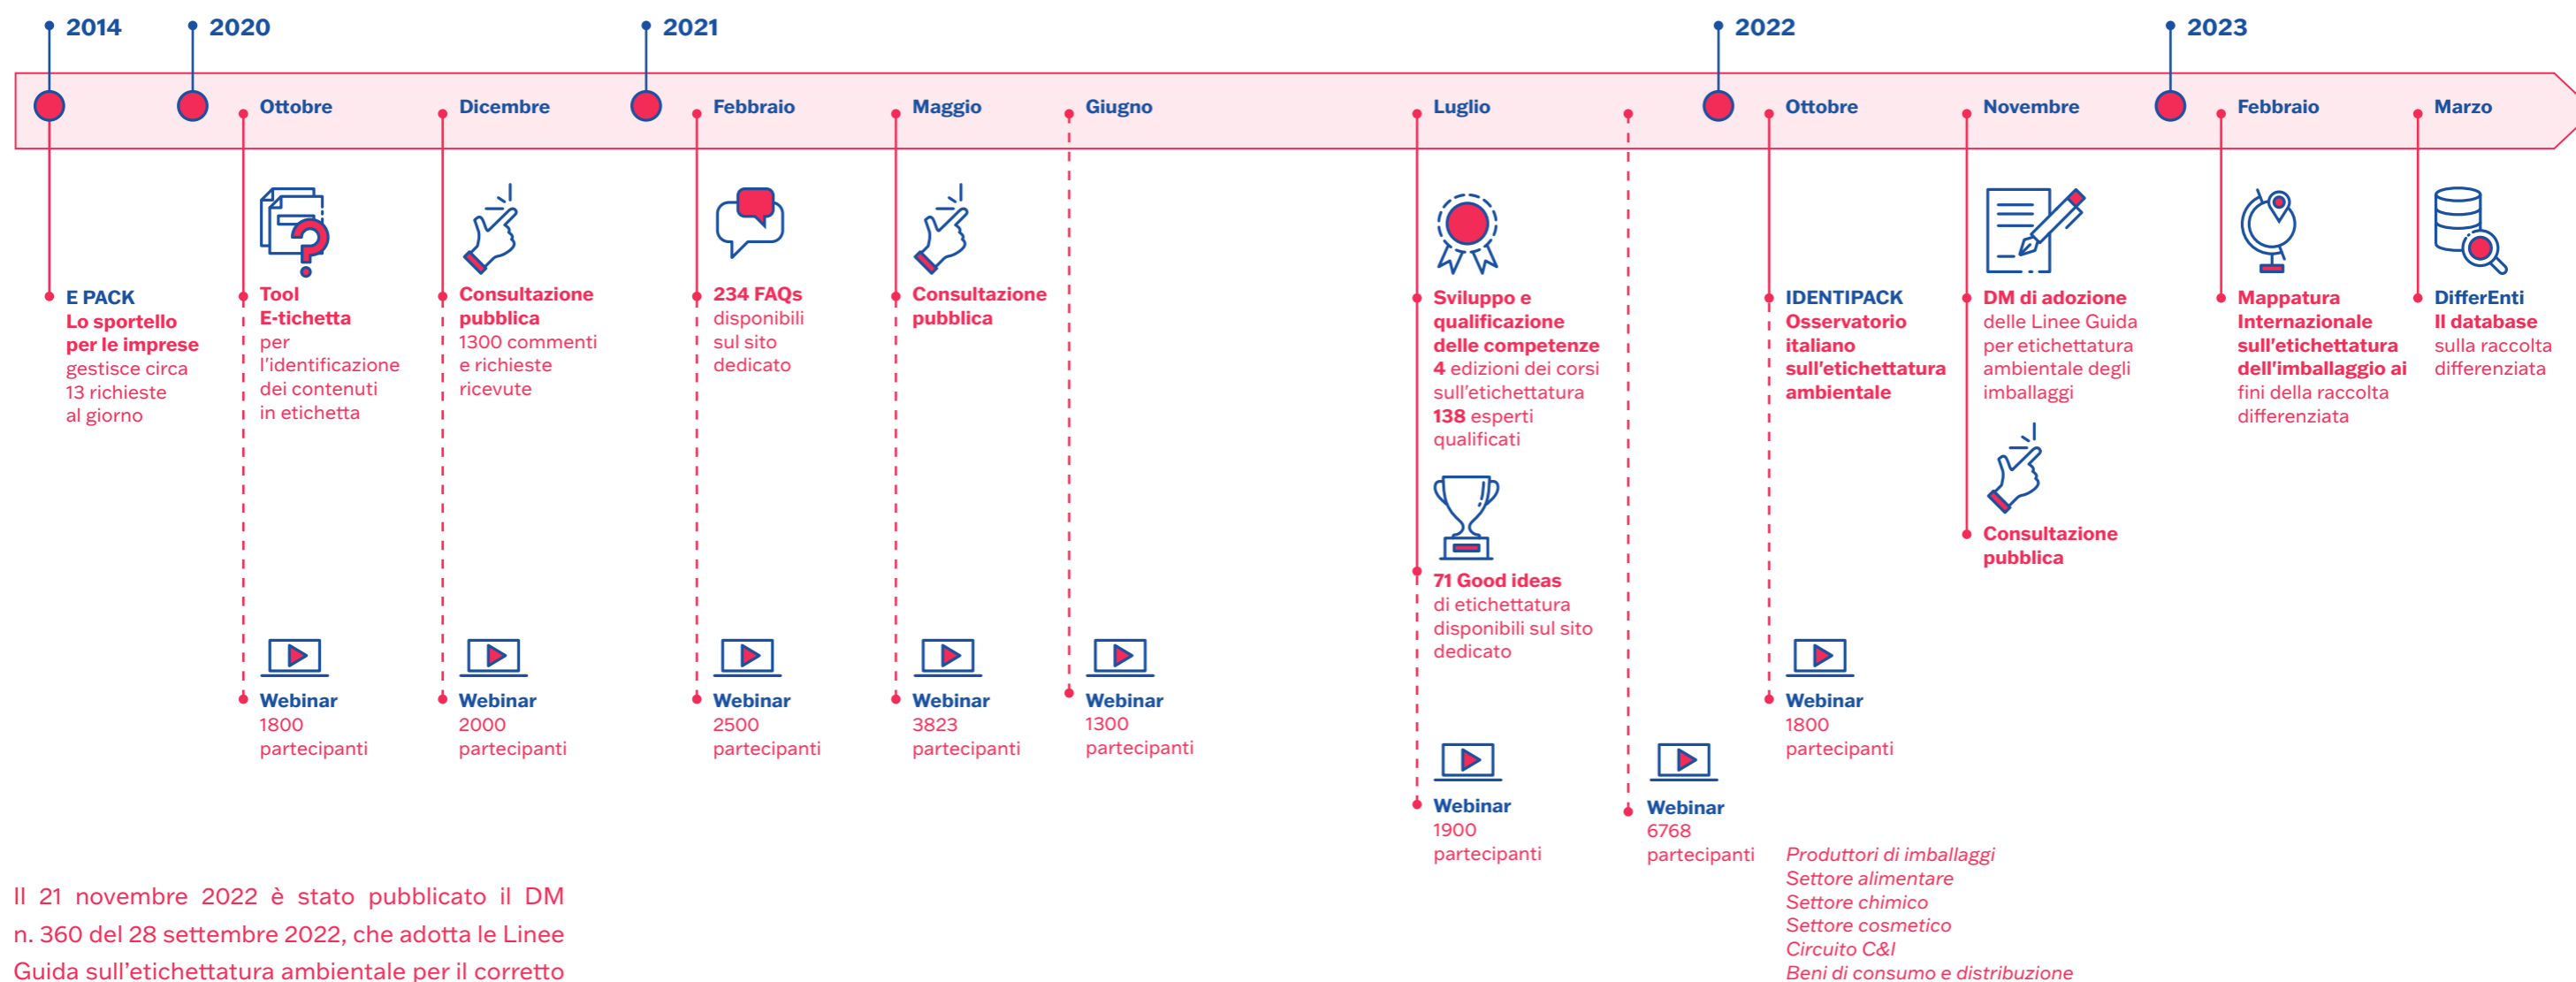 2014
2020
2021
2022
2023
Ottobre
Dicembre
Febbraio
Maggio
Giugno
Luglio
Ottobre
Novembre
Febbraio
Marzo
E PACK
Lo sportello
per le imprese
gestisce circa
13 richieste
al giorno
Tool
E-tichetta
per
l'identificazione
dei contenuti
in etichetta
Webinar
1800
partecipanti
Consultazione
pubblica
1300 commenti
e richieste
ricevute
Webinar
2000
partecipanti
234 FAQs
disponibili
sul sito
dedicato
Webinar
2500
partecipanti
Consultazione
pubblica
Webinar
3823
partecipanti
Webinar
1300
partecipanti
Sviluppo e
qualificazione
delle competenze
4 edizioni dei corsi
sull'etichettatura
138 esperti
qualificati
71 Good ideas
di etichettatura
disponibili sul sito
dedicato
Webinar
1900
partecipanti
Webinar
6768
partecipanti
Produttori di imballaggi
Settore alimentare
Settore chimico
Settore cosmetico
Circuito C&I
Beni di consumo e distribuzione
IDENTIPACK
Osservatorio
italiano
sull'etichettatura
ambientale
Webinar
1800
partecipanti
DM di adozione
delle Linee Guida
per etichettatura
ambientale degli
imballaggi
Consultazione
pubblica
Mappatura
Internazionale
sull'etichettatura
dell'imballaggio ai
fini della raccolta
differenziata
DifferEnti
Il database
sulla raccolta
differenziata
Il 21 novembre 2022 è stato pubblicato il DM
n. 360 del 28 settembre 2022, che adotta le Linee
Guida sull'etichettatura ambientale per il corretto